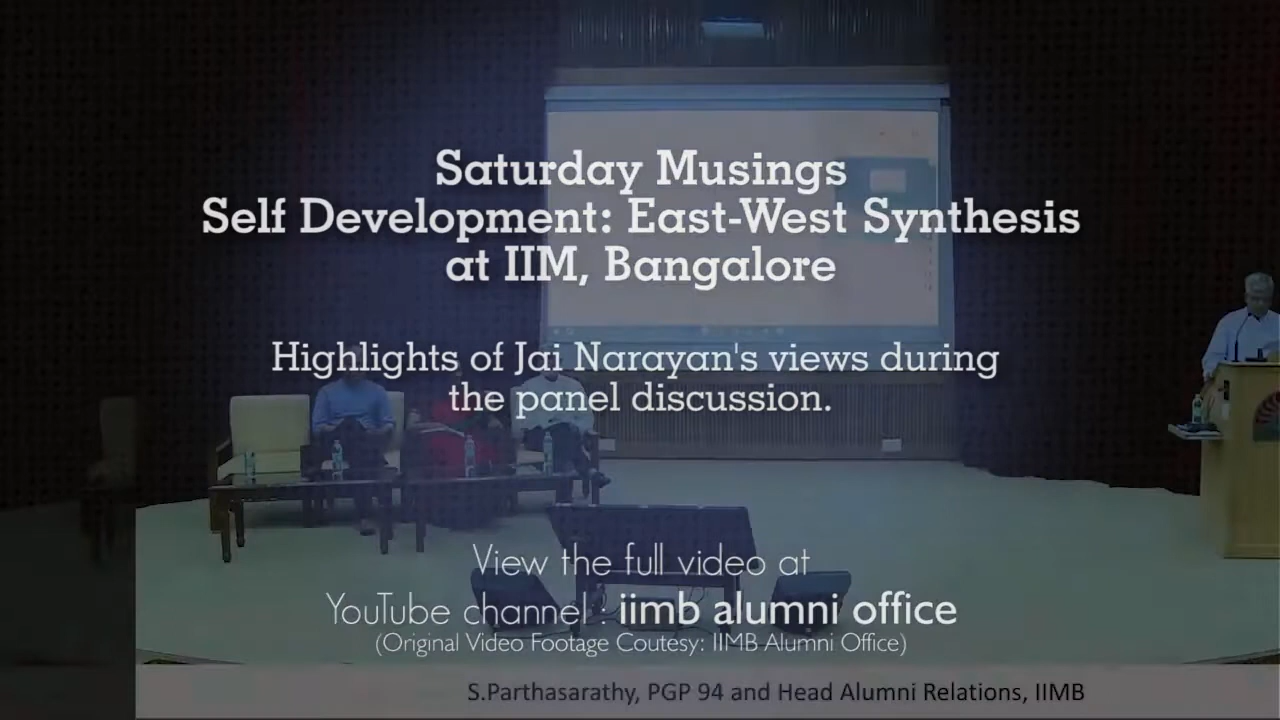 Saturday Musings
Self Development: East-West Synthesis
at IIM, Bangalore
Highlights of Jai Narayan's views during
the panel discussion.
View the full video at
YouTube channel : iimb alumni office
(Original Video Footage Coutesy: IIMB Alumni Office)
S.Parthasarathy, PGP 94 and Head Alumni Relations, IIMB